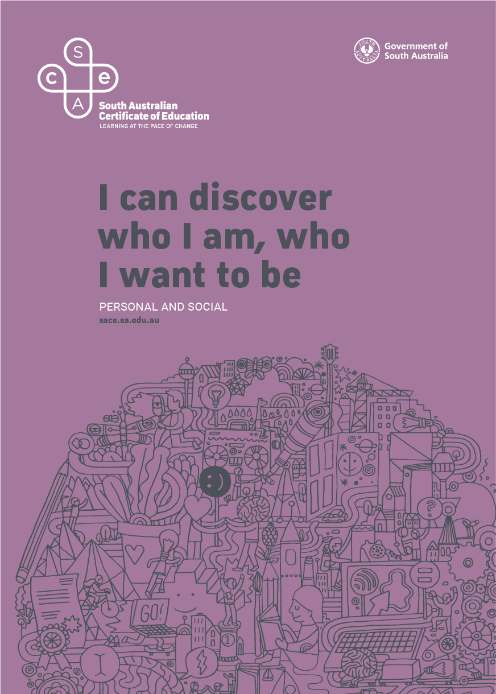 S
c e
A
South Australian
Certificate of Education
LEARNING AT THE PACE OF CHANGE
Government of
South Australia
I can discover
who I am, who
I want to be
PERSONAL AND SOCIAL
sace.sa.edu.au
?
GO!
I